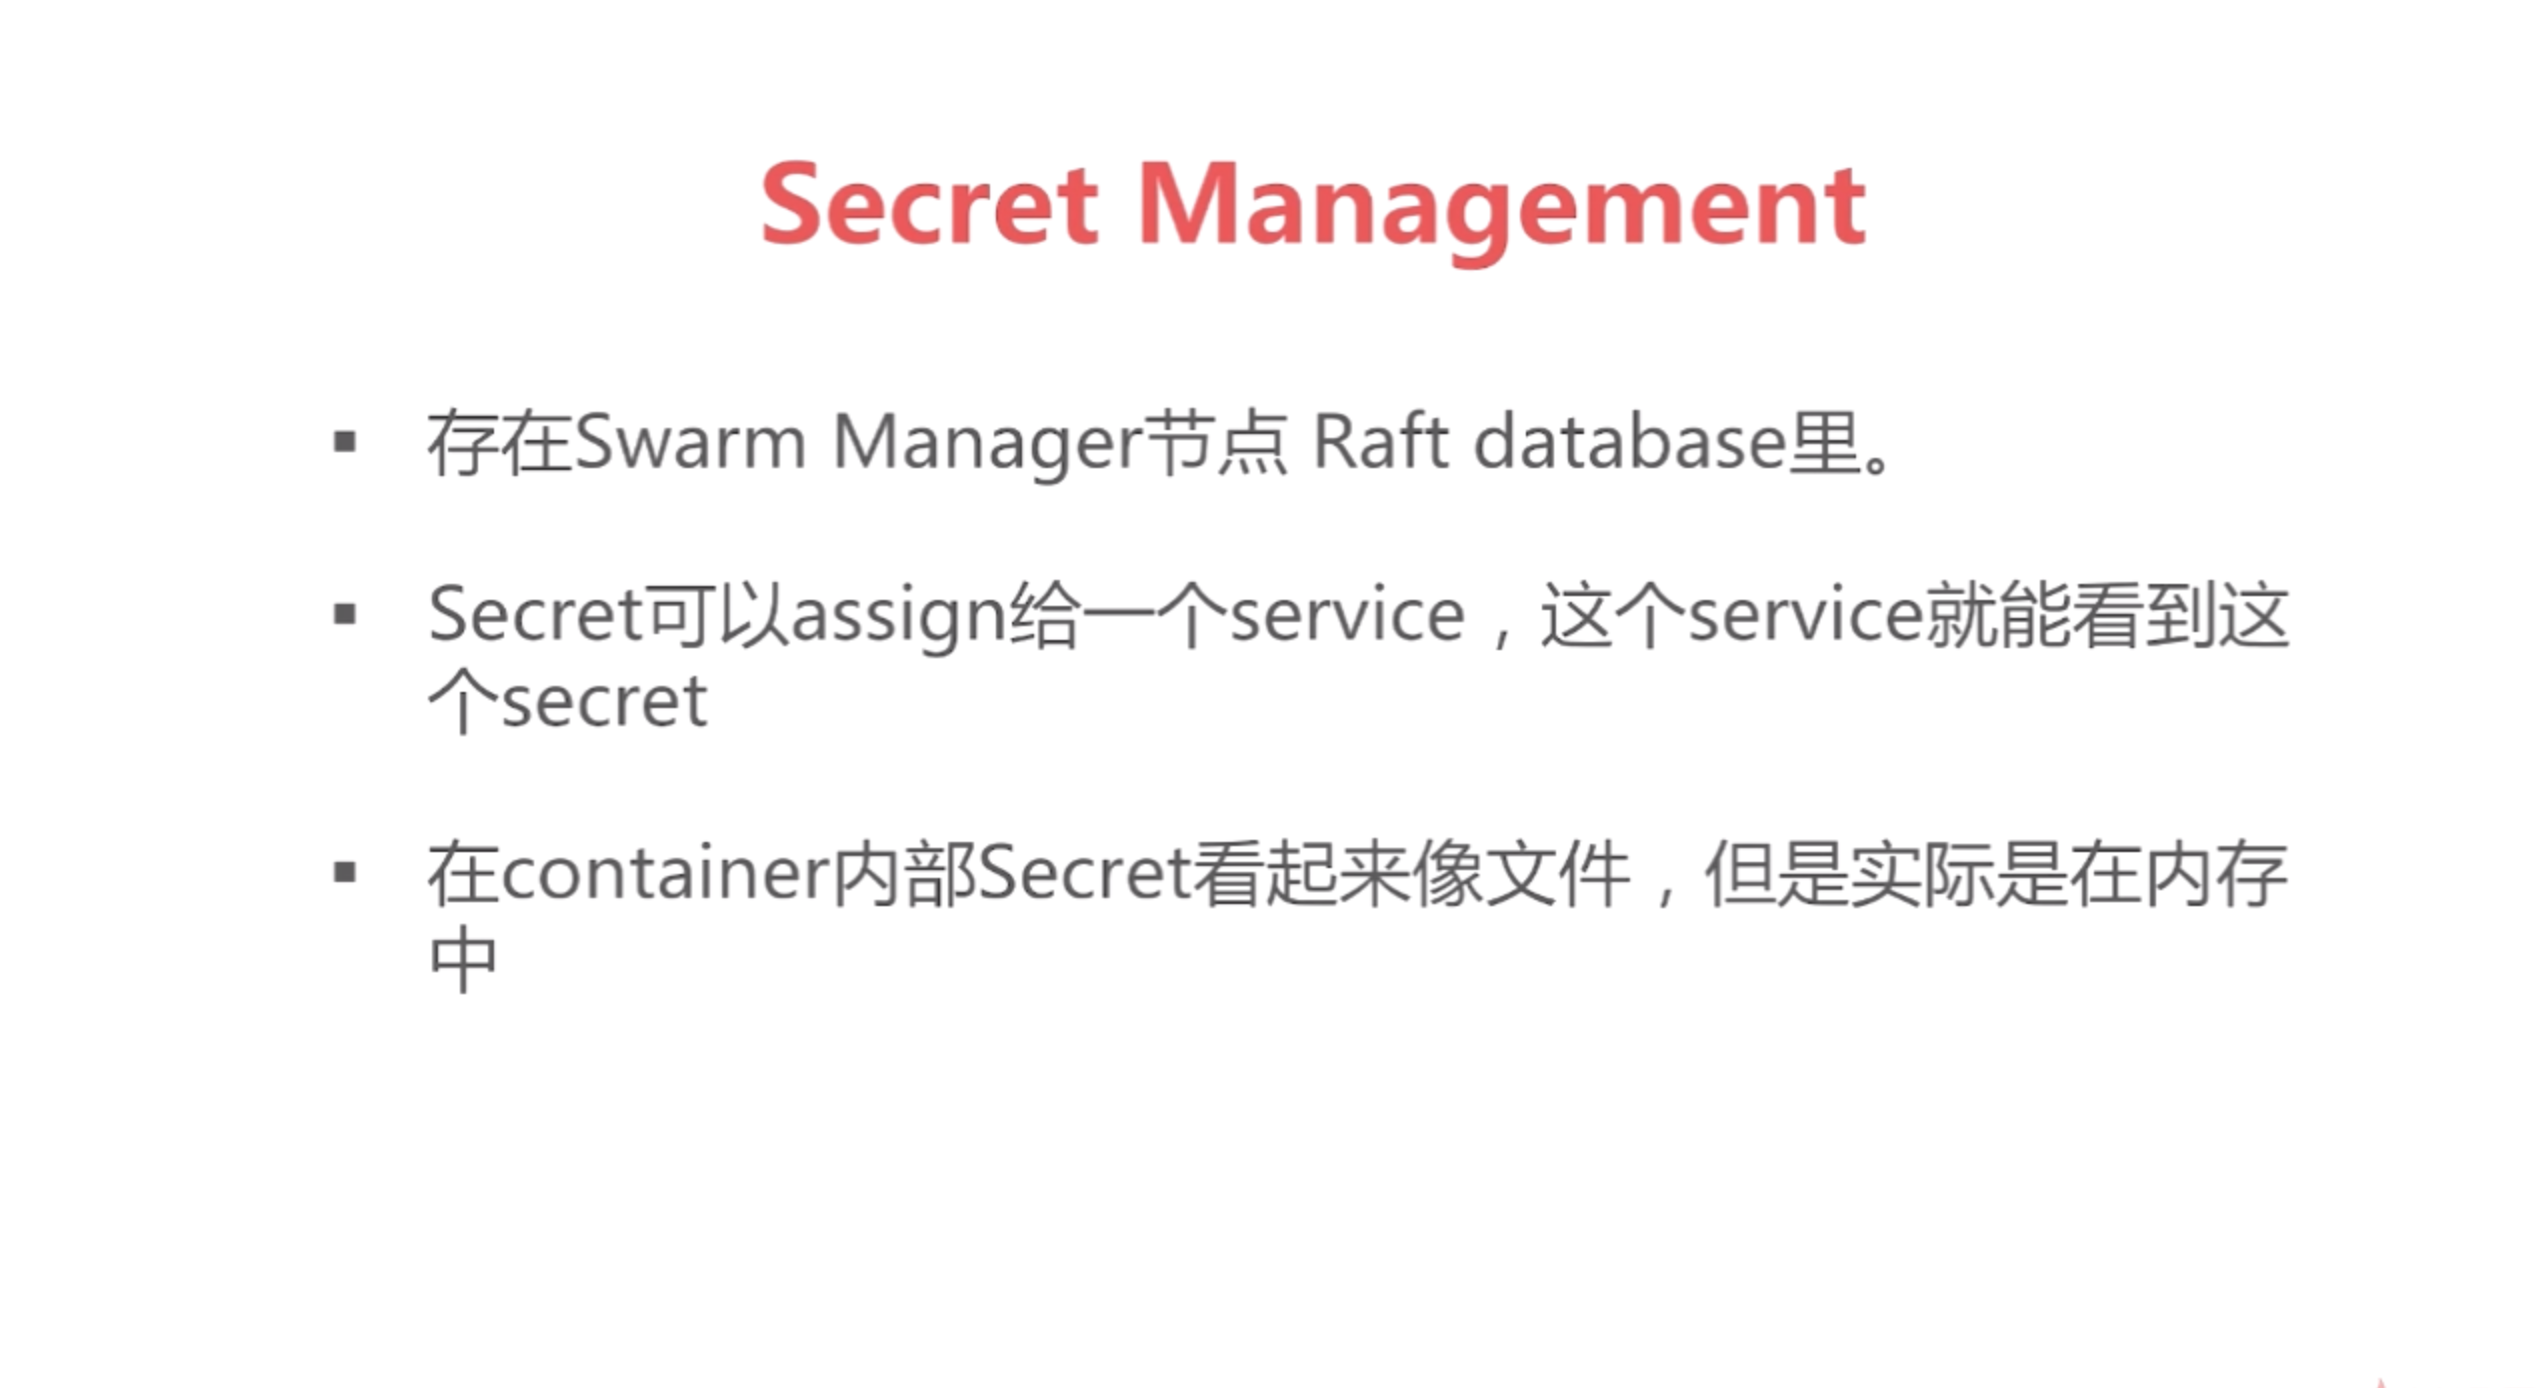 Secret Management
▪ 存在Swarm Manager节点 Raft database里。
▪ Secret可以assign给一个service，这个service就能看到这
个secret
▪ 在container内部Secret看起来像文件，但是实际是在内存
中